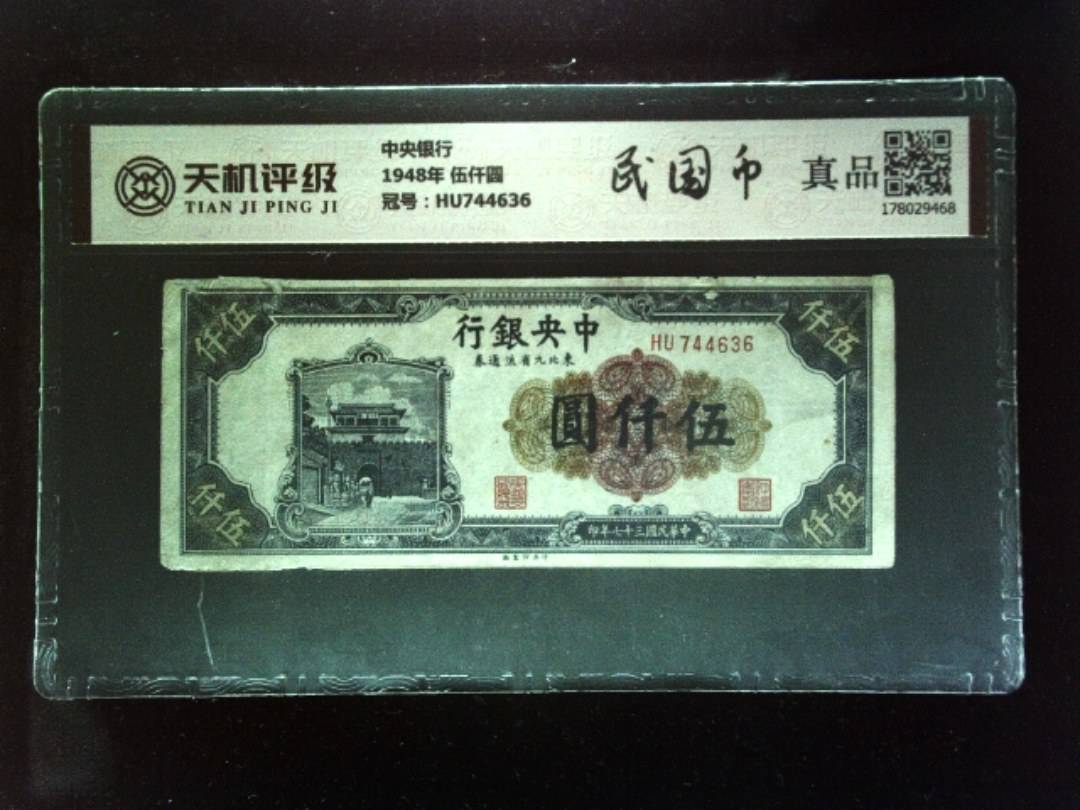 天机评级
TIAN JI PING JI
中央银行
1948年 伍仟圆
冠号：HU744636
民国币
真品
178029468
行銀央中
券通流省九北東
HU 744636
仟伍
仟伍
圓仟伍
仟伍
仟伍
印年七十三國民華中